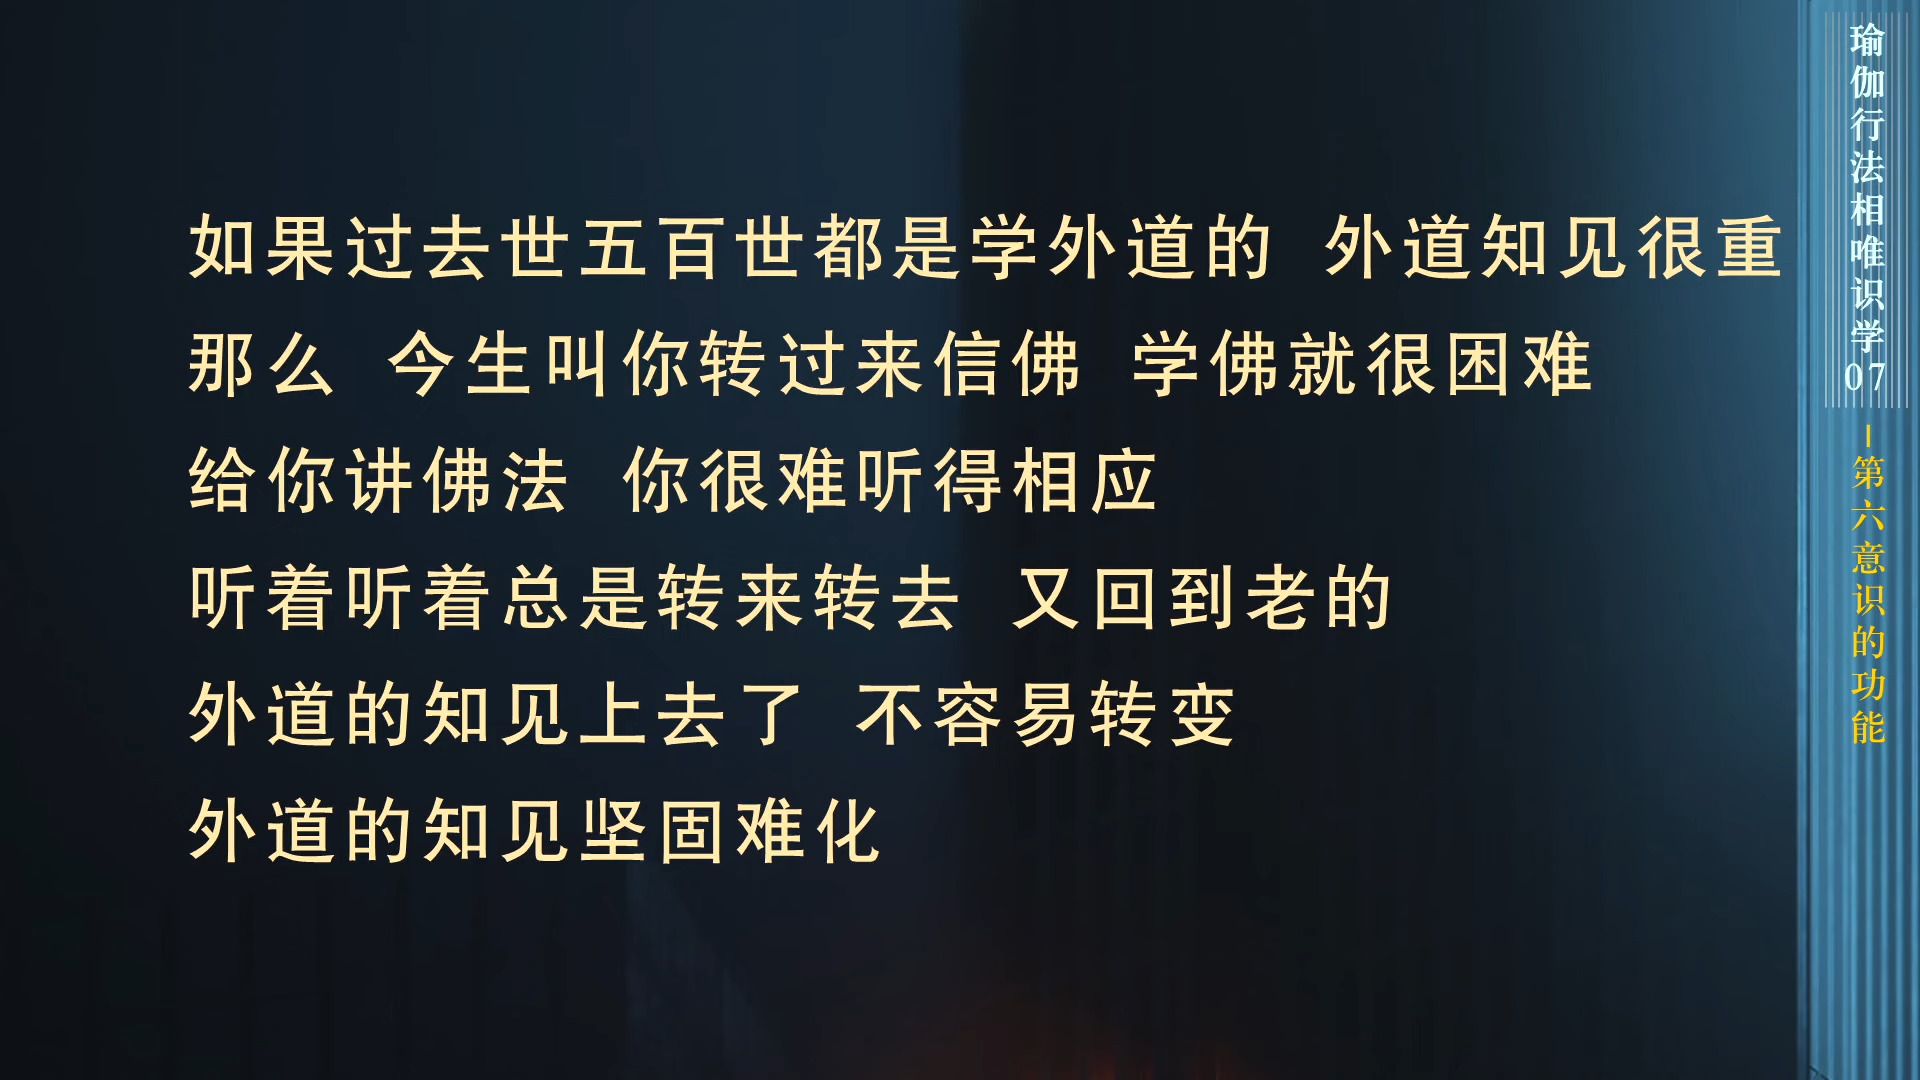 如果过去世五百世都是学外道的 外道知见很重
那么 今生叫你转过来信佛 学佛就很困难
给你讲佛法 你很难听得相应
听着听着总是转来转去 又回到老的
外道的知见上去了 不容易转变
外道的知见坚固难化
瑜伽行法相唯识学07
–第六意识的功能